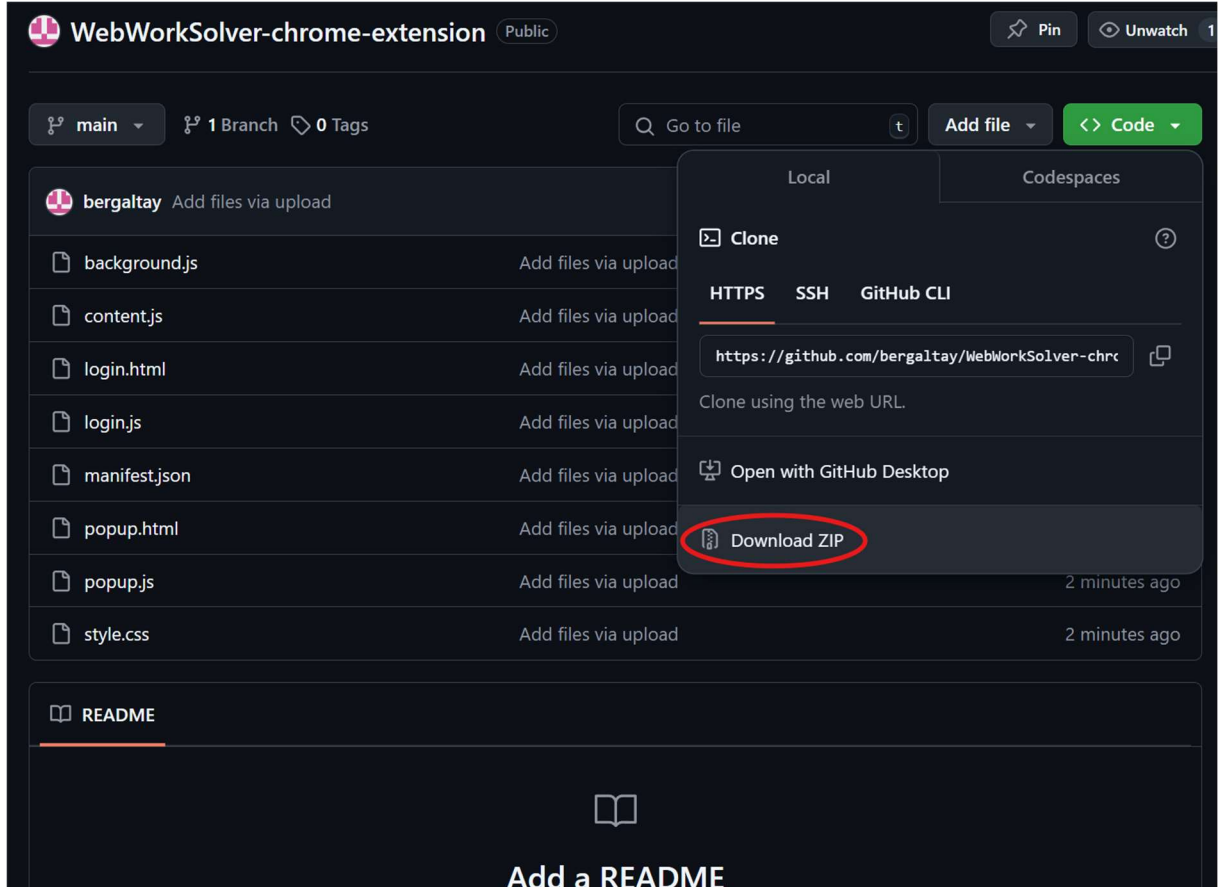 WebWorkSolver-chrome-extension Public Pin Unwatch 1
main 1 Branch 0 Tags Go to file t Add file <> Code
bergaltay Add files via upload
background.js Add files via upload
content.js Add files via upload
login.html Add files via upload
login.js Add files via upload
manifest.json Add files via upload
popup.html Add files via upload
popup.js Add files via upload 2 minutes ago
style.css Add files via upload 2 minutes ago
Local Codespaces
Clone
HTTPS SSH GitHub CLI
https://github.com/bergaltay/WebWorkSolver-chrc
Clone using the web URL.
Open with GitHub Desktop
Download ZIP
README
Add a README